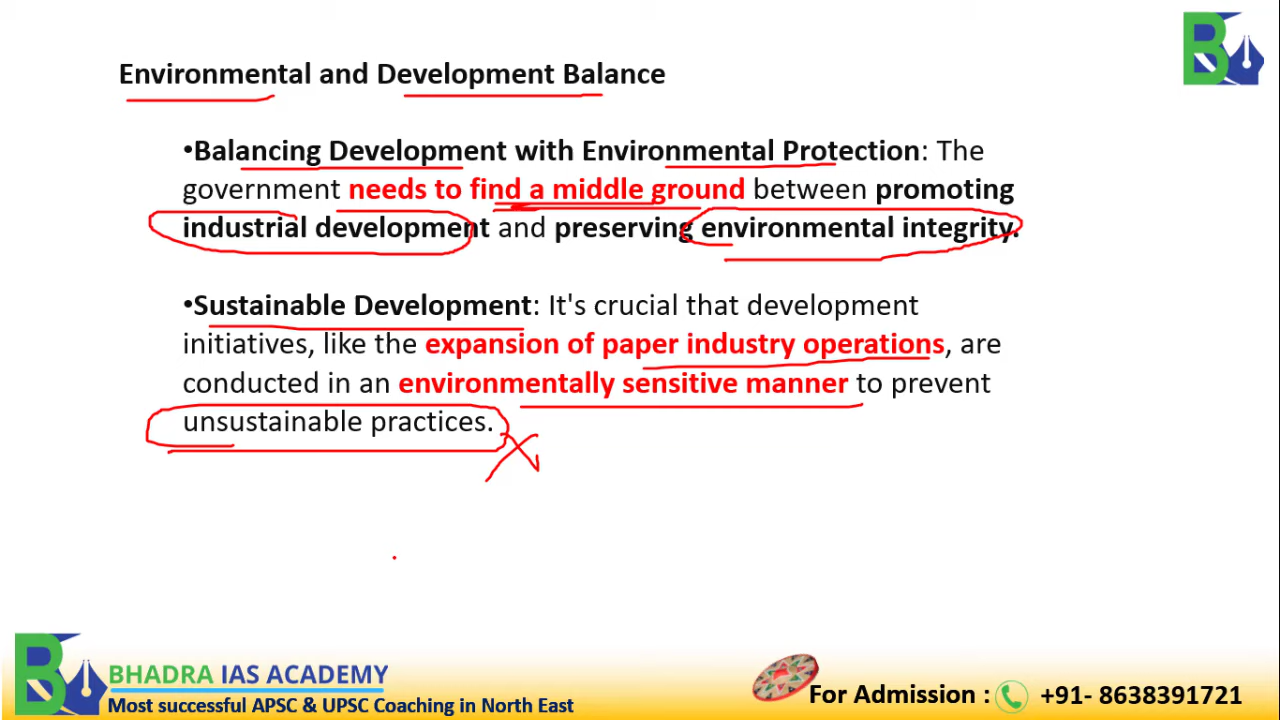 Environmental and Development Balance
•Balancing Development with Environmental Protection: The
government needs to find a middle ground between promoting
industrial development and preserving environmental integrity.
•Sustainable Development: It's crucial that development
initiatives, like the expansion of paper industry operations, are
conducted in an environmentally sensitive manner to prevent
unsustainable practices.
BHADRA IAS ACADEMY
Most successful APSC & UPSC Coaching in North East
For Admission : +91- 8638391721